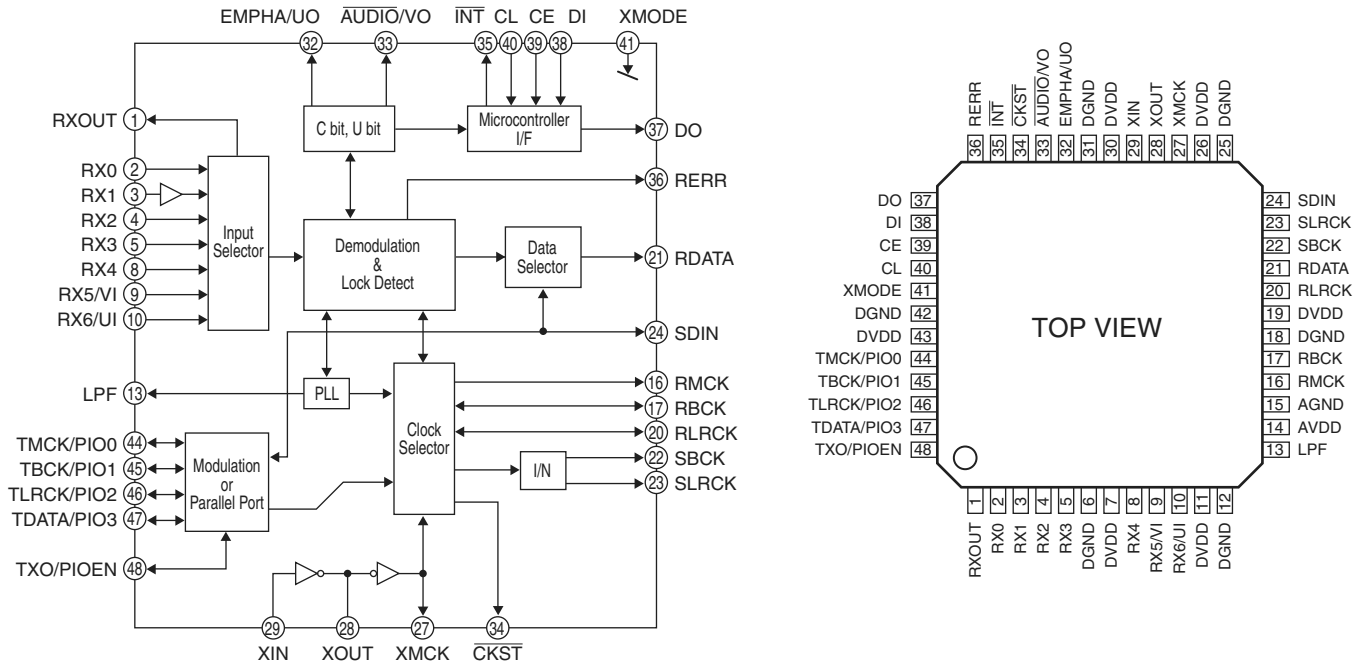 EMPHA/UO
AUDIO/VO
INT
CL
CE
DI
XMODE
32
33
35
40
39
38
41
RXOUT
1
C bit, U bit
Microcontroller
I/F
37
DO
RX0
2
36
RERR
RX1
3
RX2
4
RX3
5
RX4
8
RX5/VI
9
RX6/UI
10
Input
Selector
Demodulation
&
Lock Detect
Data
Selector
21
RDATA
24
SDIN
LPF
13
PLL
Clock
Selector
16
RMCK
17
RBCK
20
RLRCK
I/N
22
SBCK
23
SLRCK
TMCK/PIO0
44
TBCK/PIO1
45
TLRCK/PIO2
46
TDATA/PIO3
47
TXO/PIOEN
48
Modulation
or
Parallel Port
29
28
27
34
XIN
XOUT
XMCK
CKST
RERR
INT
CKST
AUDIO/VO
EMPHA/UO
DGND
DVDD
XIN
XOUT
XMCK
DVDD
DGND
36
35
34
33
32
31
30
29
28
27
26
25
DO 37
DI 38
CE 39
CL 40
XMODE 41
DGND 42
DVDD 43
TMCK/PIO0 44
TBCK/PIO1 45
TLRCK/PIO2 46
TDATA/PIO3 47
TXO/PIOEN 48
TOP VIEW
24 SDIN
23 SLRCK
22 SBCK
21 RDATA
20 RLRCK
19 DVDD
18 DGND
17 RBCK
16 RMCK
15 AGND
14 AVDD
13 LPF
1
2
3
4
5
6
7
8
9
10
11
12
RXOUT
RX0
RX1
RX2
RX3
DGND
DVDD
RX4
RX5/VI
RX6/UI
DVDD
DGND